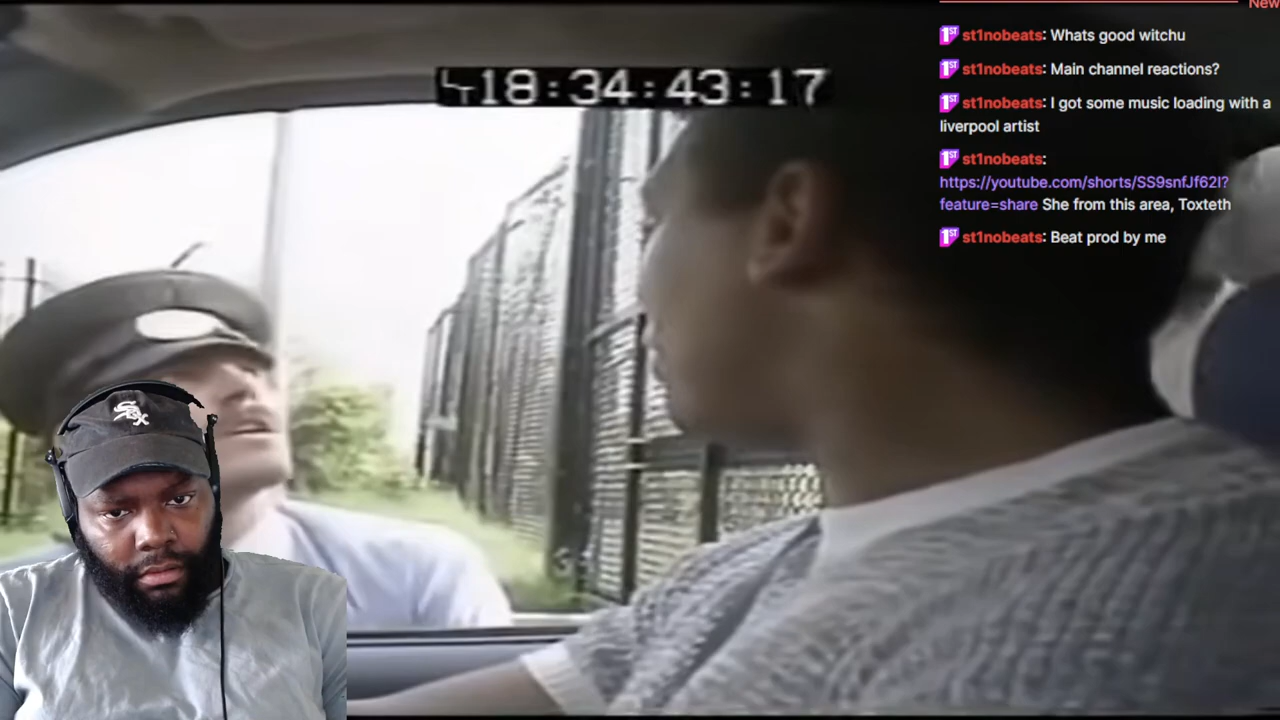 New
st1nobeats: Whats good witchu
st1nobeats: Main channel reactions?
st1nobeats: I got some music loading with a
liverpool artist
st1nobeats:
https://youtube.com/shorts/SS9snfJf62I?
feature=share She from this area, Toxteth
st1nobeats: Beat prod by me
18:34:43:17
Sox